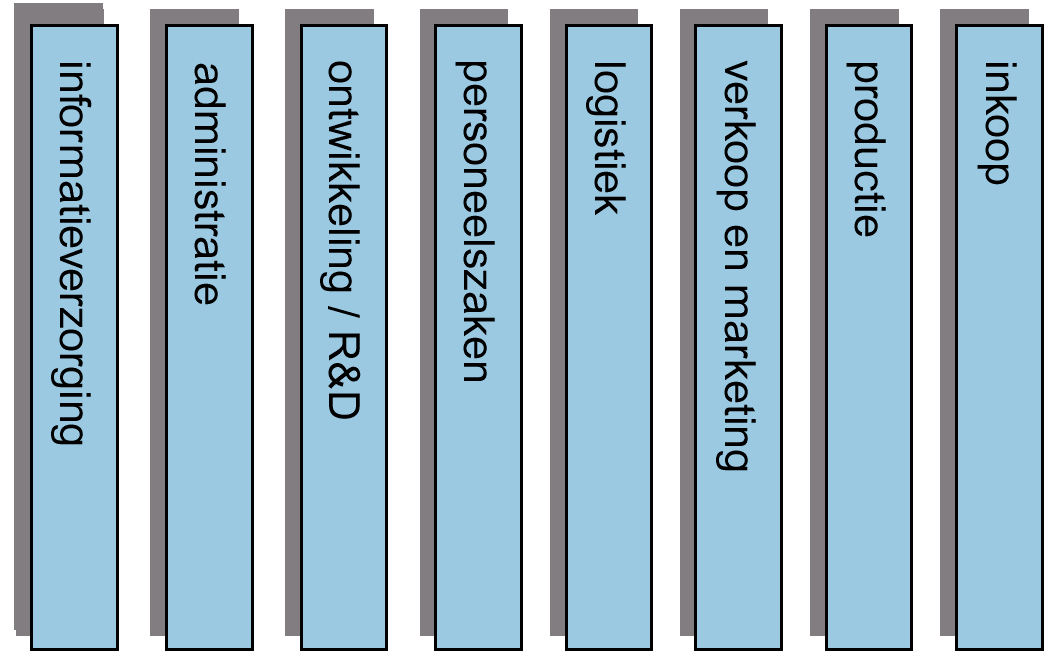 informatieverzorging
administratie
ontwikkeling / R&D
personeelszaken
logistiek
verkoop en marketing
productie
inkoop